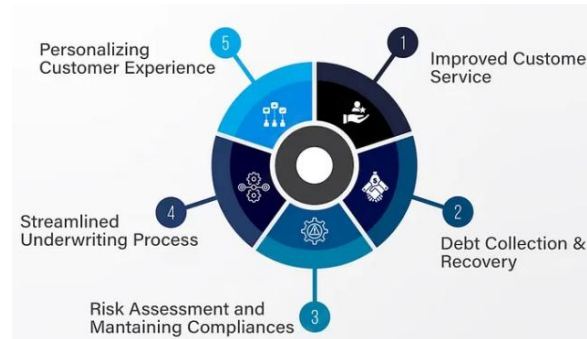 5
Personalizing
Customer Experience
1
Improved Custome
Service
4
Streamlined
Underwriting Process
2
Debt Collection &
Recovery
3
Risk Assessment and
Mantaining Compliances